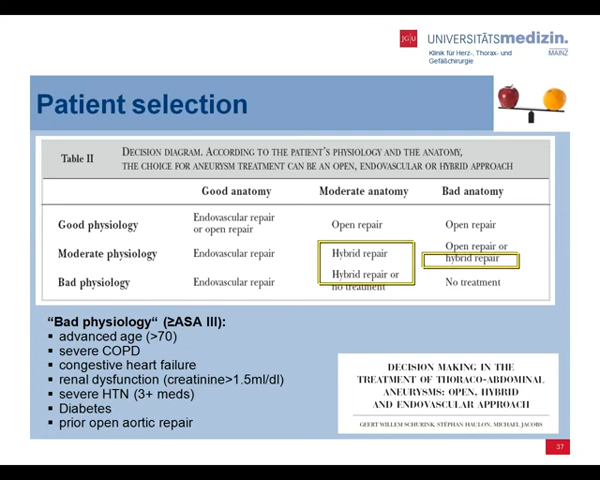 JG|U UNIVERSITÄTSmedizin.
MAINZ
Klinik für Herz-, Thorax- und
Gefäßchirurgie
Patient selection
Table II
DECISION DIAGRAM. ACCORDING TO THE PATIENT'S PHYSIOLOGY AND THE ANATOMY,
THE CHOICE FOR ANEURYSM TREATMENT CAN BE AN OPEN, ENDOVASCULAR OR HYBRID APPROACH
Good anatomy Moderate anatomy Bad anatomy
Good physiology Endovascular repair or open repair Open repair Open repair
Moderate physiology Endovascular repair Hybrid repair Open repair or hybrid repair
Bad physiology Endovascular repair Hybrid repair or no treatment No treatment
"Bad physiology" (≥ASA III):
▪ advanced age (>70)
▪ severe COPD
▪ congestive heart failure
▪ renal dysfunction (creatinine>1.5ml/dl)
▪ severe HTN (3+ meds)
▪ Diabetes
▪ prior open aortic repair
DECISION MAKING IN THE
TREATMENT OF THORACO-ABDOMINAL
ANEURYSMS: OPEN, HYBRID
AND ENDOVASCULAR APPROACH
GEERT WILLEM SCHURINK, STÉPHAN HAULON, MICHAEL JACOBS
37